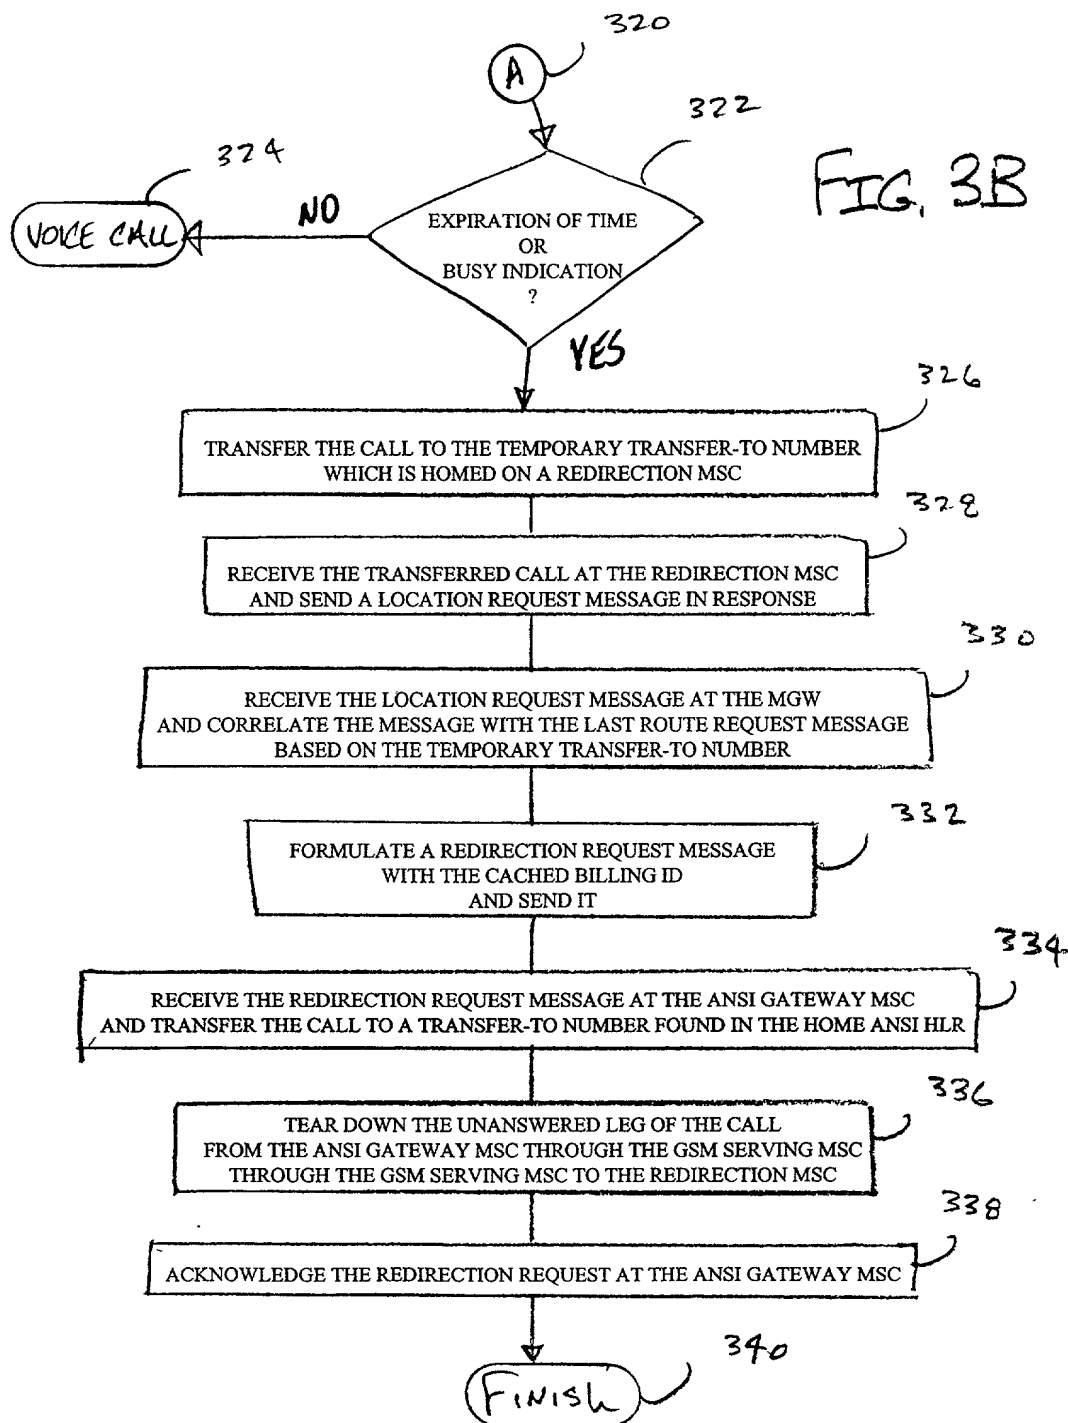 320
A
322
324
FIG. 3B
VOICE CALL
NO
EXPIRATION OF TIME
OR
BUSY INDICATION
?
YES
326
TRANSFER THE CALL TO THE TEMPORARY TRANSFER-TO NUMBER
WHICH IS HOMED ON A REDIRECTION MSC
328
RECEIVE THE TRANSFERRED CALL AT THE REDIRECTION MSC
AND SEND A LOCATION REQUEST MESSAGE IN RESPONSE
330
RECEIVE THE LOCATION REQUEST MESSAGE AT THE MGW
AND CORRELATE THE MESSAGE WITH THE LAST ROUTE REQUEST MESSAGE
BASED ON THE TEMPORARY TRANSFER-TO NUMBER
332
FORMULATE A REDIRECTION REQUEST MESSAGE
WITH THE CACHED BILLING ID
AND SEND IT
334
RECEIVE THE REDIRECTION REQUEST MESSAGE AT THE ANSI GATEWAY MSC
AND TRANSFER THE CALL TO A TRANSFER-TO NUMBER FOUND IN THE HOME ANSI HLR
336
TEAR DOWN THE UNANSWERED LEG OF THE CALL
FROM THE ANSI GATEWAY MSC THROUGH THE GSM SERVING MSC
THROUGH THE GSM SERVING MSC TO THE REDIRECTION MSC
338
ACKNOWLEDGE THE REDIRECTION REQUEST AT THE ANSI GATEWAY MSC
340
FINISH